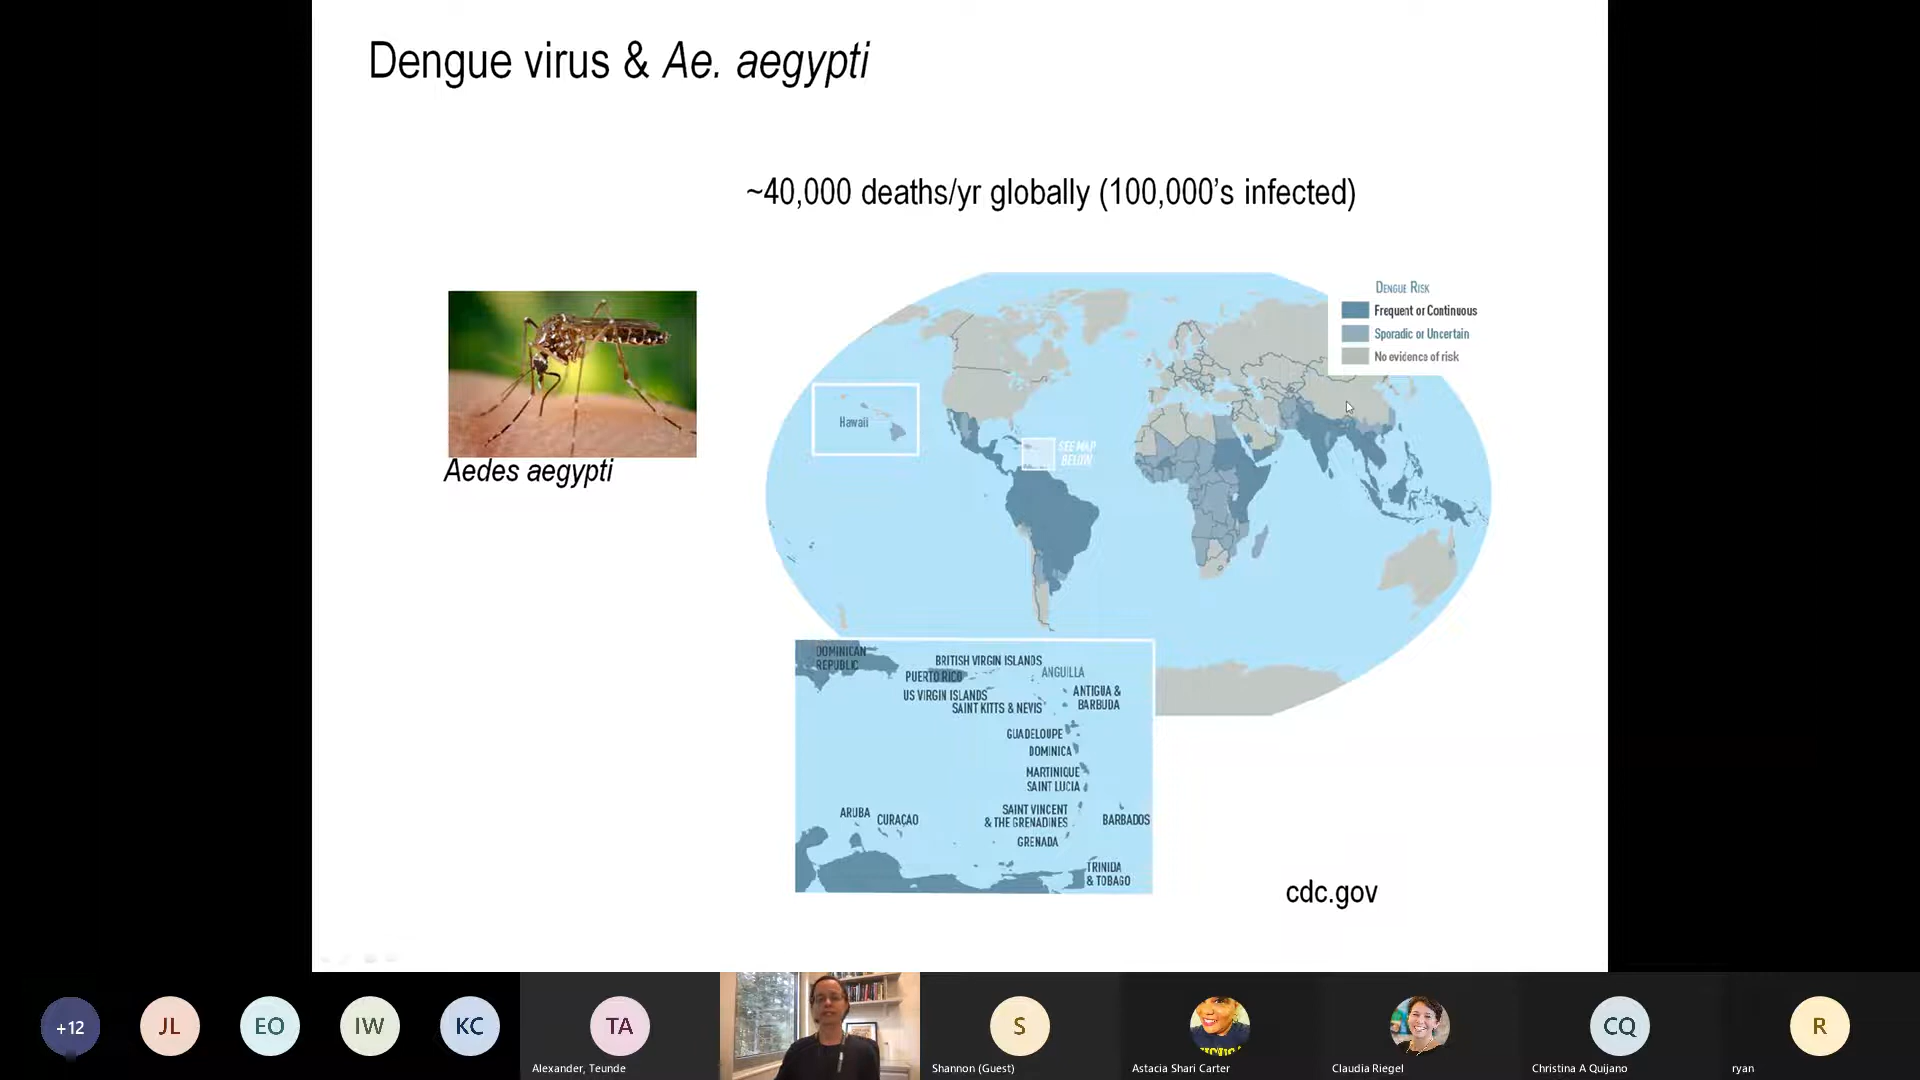 Dengue virus & Ae. aegypti
~40,000 deaths/yr globally (100,000's infected)
Aedes aegypti
DENGUE RISK
Frequent or Continuous
Sporadic or Uncertain
No evidence of risk
Hawaii
SEE MAP
BELOW
DOMINICAN
REPUBLIC
BRITISH VIRGIN ISLANDS
ANGUILLA
PUERTO RICO
US VIRGIN ISLANDS
ANTIGUA &
BARBUDA
SAINT KITTS & NEVIS
GUADELOUPE
DOMINICA
MARTINIQUE
SAINT LUCIA
SAINT VINCENT
& THE GRENADINES
BARBADOS
ARUBA
CURAÇAO
GRENADA
TRINIDA
& TOBAGO
cdc.gov
+12
JL
EO
IW
KC
TA
S
CQ
R
Alexander, Teunde
Shannon (Guest)
Astacia Shari Carter
Claudia Riegel
Christina A Quijano
ryan